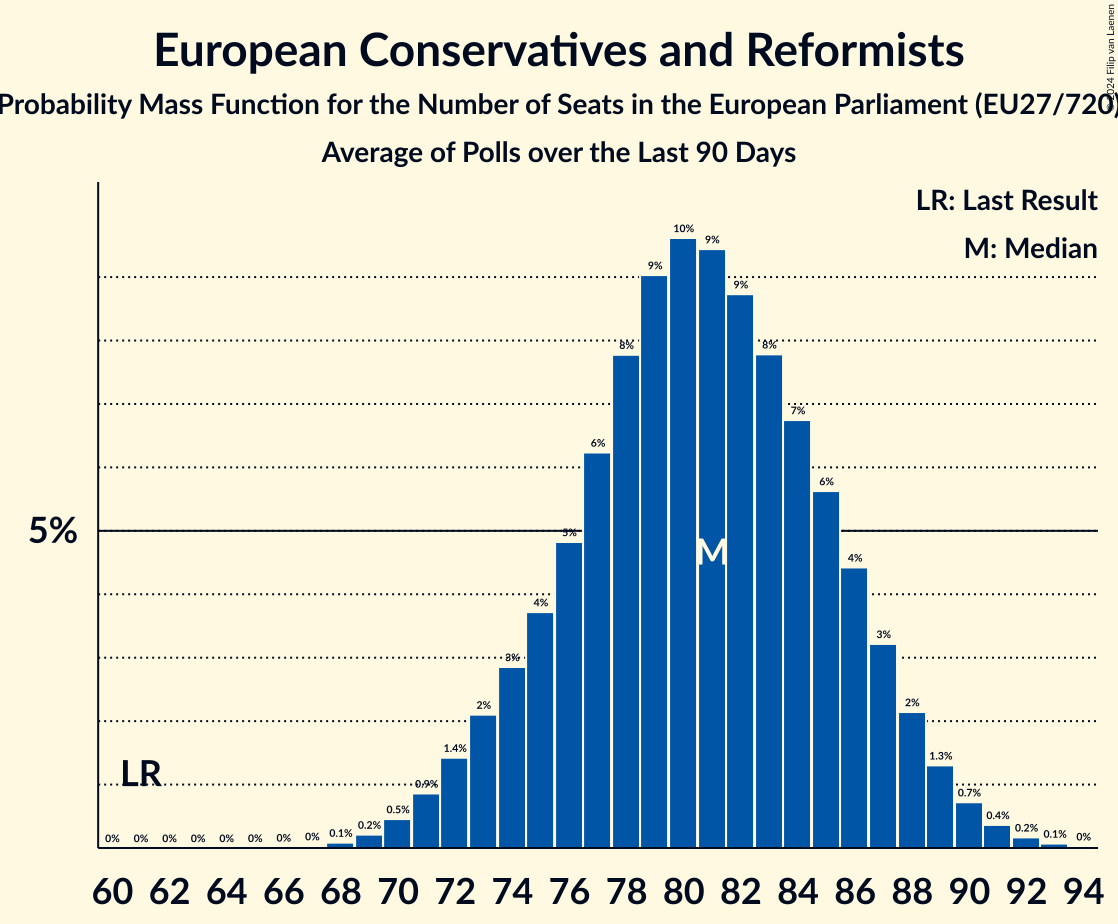 European Conservatives and Reformists
Probability Mass Function for the Number of Seats in the European Parliament (EU27/720)
Average of Polls over the Last 90 Days
© 2024 Filip van Laenen
LR: Last Result
M: Median
10%
9% 9%
9%
8% 8%
7%
6% 6%
5%
5%
M
4% 4%
3% 3%
2% 2%
1.4% 1.3%
LR
0.9% 0.7%
0.5% 0.4%
0% 0% 0% 0% 0% 0% 0% 0% 0.1% 0.2% 0.2% 0.1% 0%
60 62 64 66 68 70 72 74 76 78 80 82 84 86 88 90 92 94